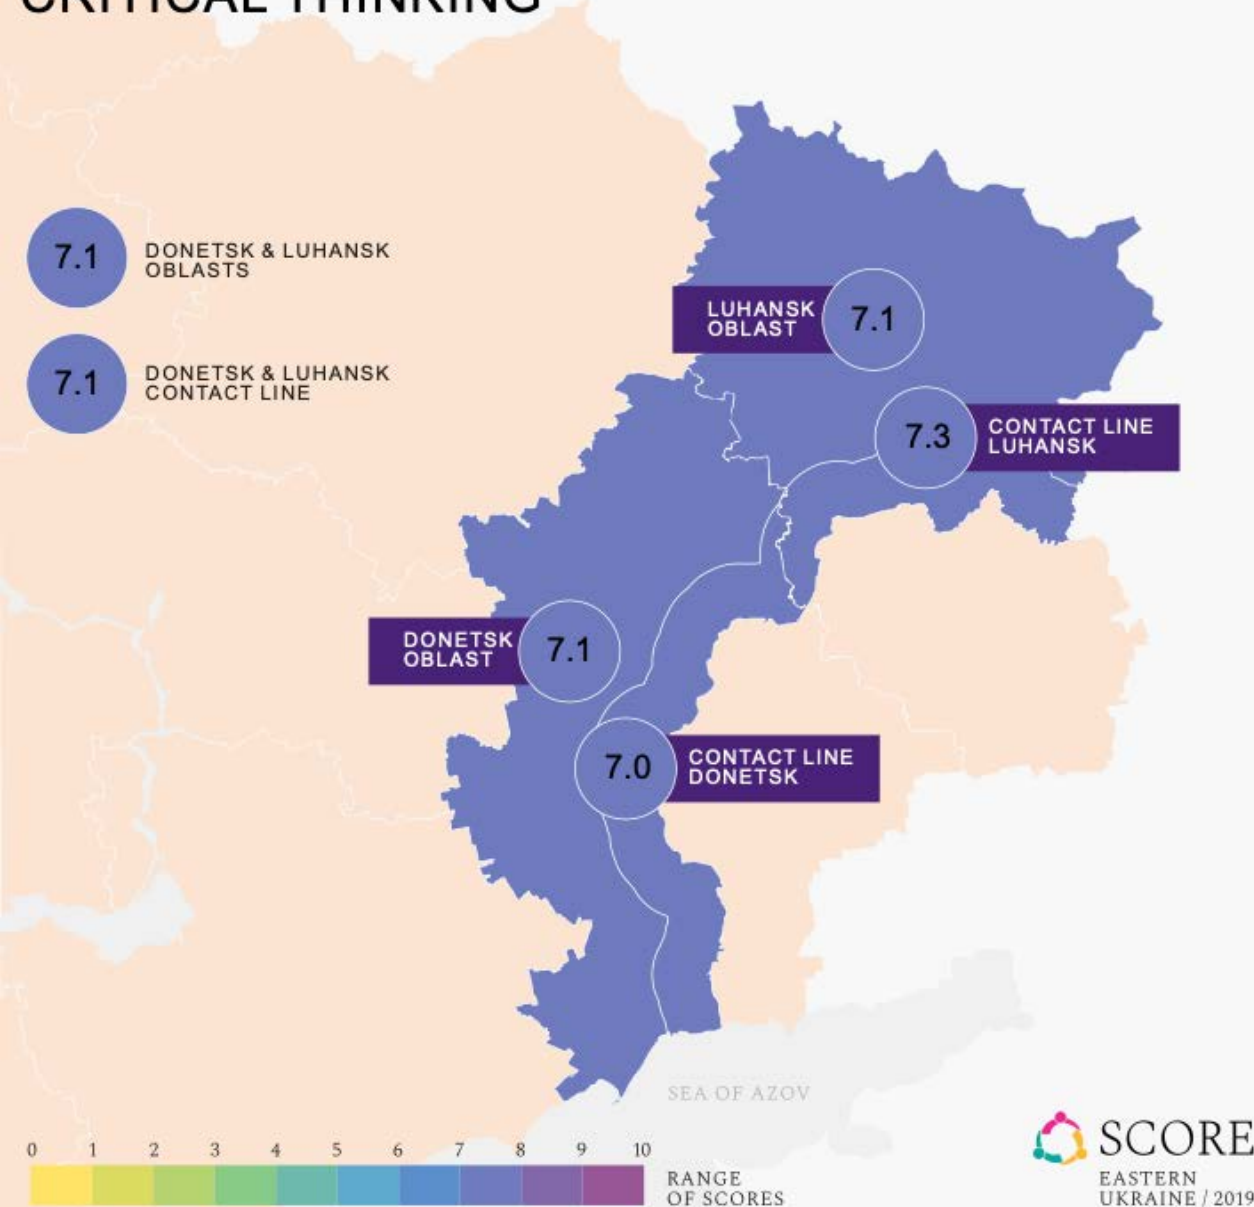 CRITICAL THINKING
7.1
DONETSK & LUHANSK
OBLASTS
7.1
DONETSK & LUHANSK
CONTACT LINE
LUHANSK
OBLAST
7.1
7.3
CONTACT LINE
LUHANSK
DONETSK
OBLAST
7.1
7.0
CONTACT LINE
DONETSK
SEA OF AZOV
0 1 2 3 4 5 6 7 8 9 10
RANGE
OF SCORES
SCORE
EASTERN
UKRAINE / 2019